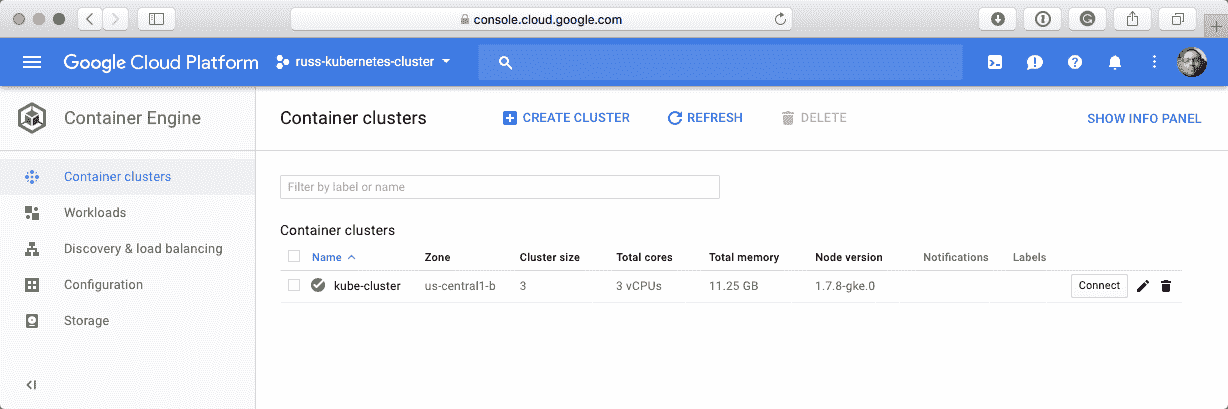 console.cloud.google.com
Google Cloud Platform russ-kubernetes-cluster
Container Engine Container clusters CREATE CLUSTER REFRESH DELETE SHOW INFO PANEL
Container clusters
Workloads
Discovery & load balancing
Configuration
Storage
Filter by label or name
Container clusters
Name Zone Cluster size Total cores Total memory Node version Notifications Labels
kube-cluster us-central1-b 3 3 vCPUs 11.25 GB 1.7.8-gke.0 Connect